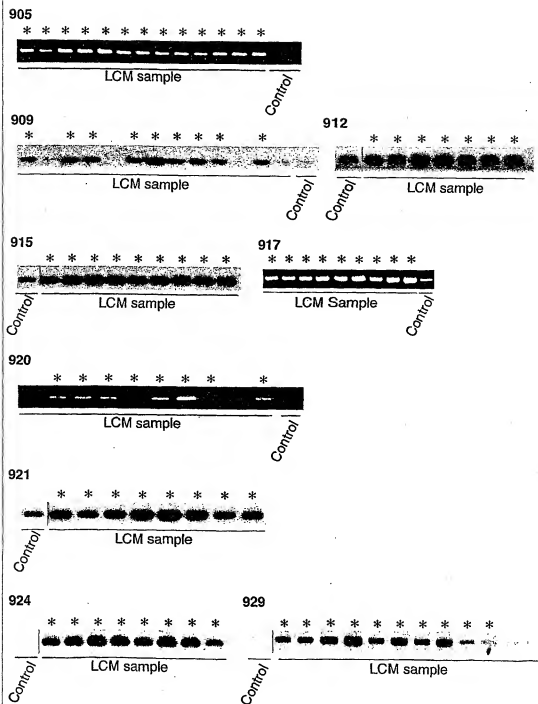 905
* * * * * * * * * * * * *
LCM sample
Control
909
* * * * * * * * *
LCM sample
Control
912
* * * * * * *
Control
LCM sample
915
* * * * * * * * *
Control
LCM sample
917
* * * * * * * * *
LCM Sample
Control
920
* * * * * * *
LCM sample
Control
921
* * * * * * * *
Control
LCM sample
924
* * * * * * * *
Control
LCM sample
929
* * * * * * * * * *
Control
LCM sample